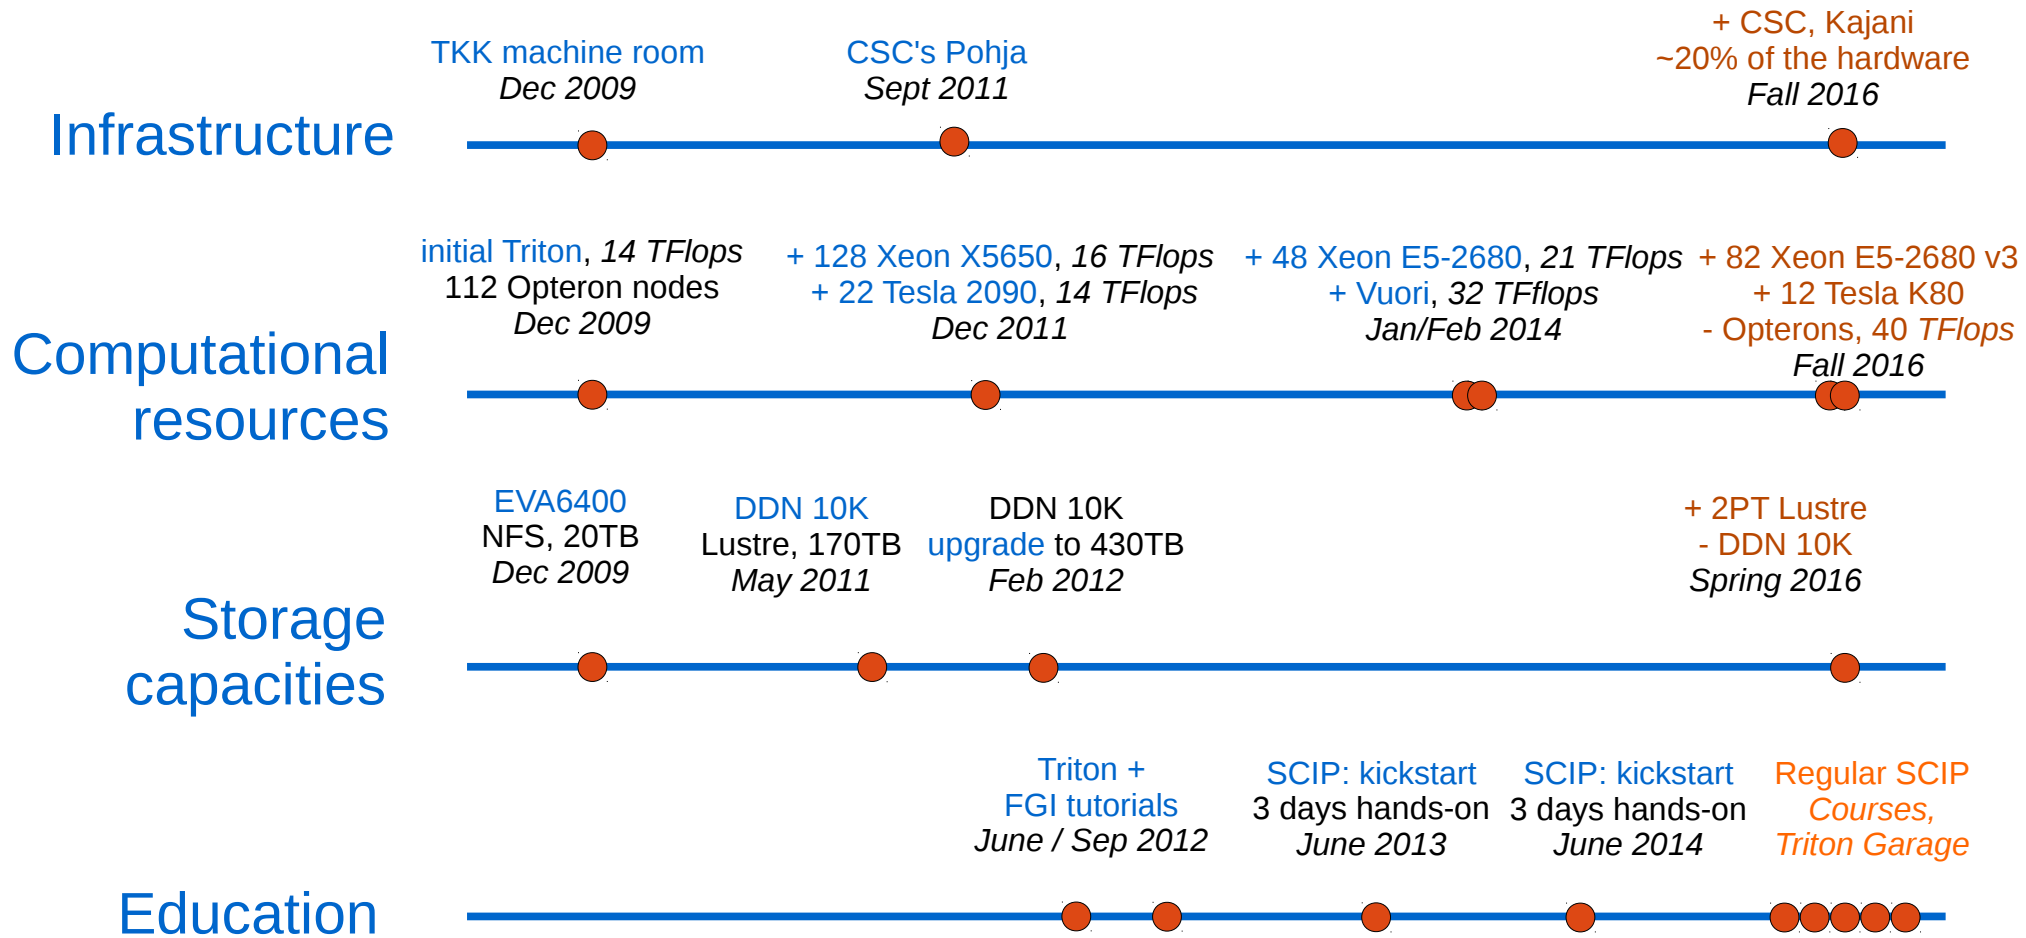 Infrastructure
TKK machine room
Dec 2009
CSC's Pohja
Sept 2011
+ CSC, Kajani
~20% of the hardware
Fall 2016
Computational
resources
initial Triton, 14 TFlops
112 Opteron nodes
Dec 2009
+ 128 Xeon X5650, 16 TFlops
+ 22 Tesla 2090, 14 TFlops
Dec 2011
+ 48 Xeon E5-2680, 21 TFlops
+ Vuori, 32 TFflops
Jan/Feb 2014
+ 82 Xeon E5-2680 v3
+ 12 Tesla K80
- Opterons, 40 TFlops
Fall 2016
Storage
capacities
EVA6400
NFS, 20TB
Dec 2009
DDN 10K
Lustre, 170TB
May 2011
DDN 10K
upgrade to 430TB
Feb 2012
+ 2PT Lustre
- DDN 10K
Spring 2016
Education
Triton +
FGI tutorials
June / Sep 2012
SCIP: kickstart
3 days hands-on
June 2013
SCIP: kickstart
3 days hands-on
June 2014
Regular SCIP
Courses,
Triton Garage